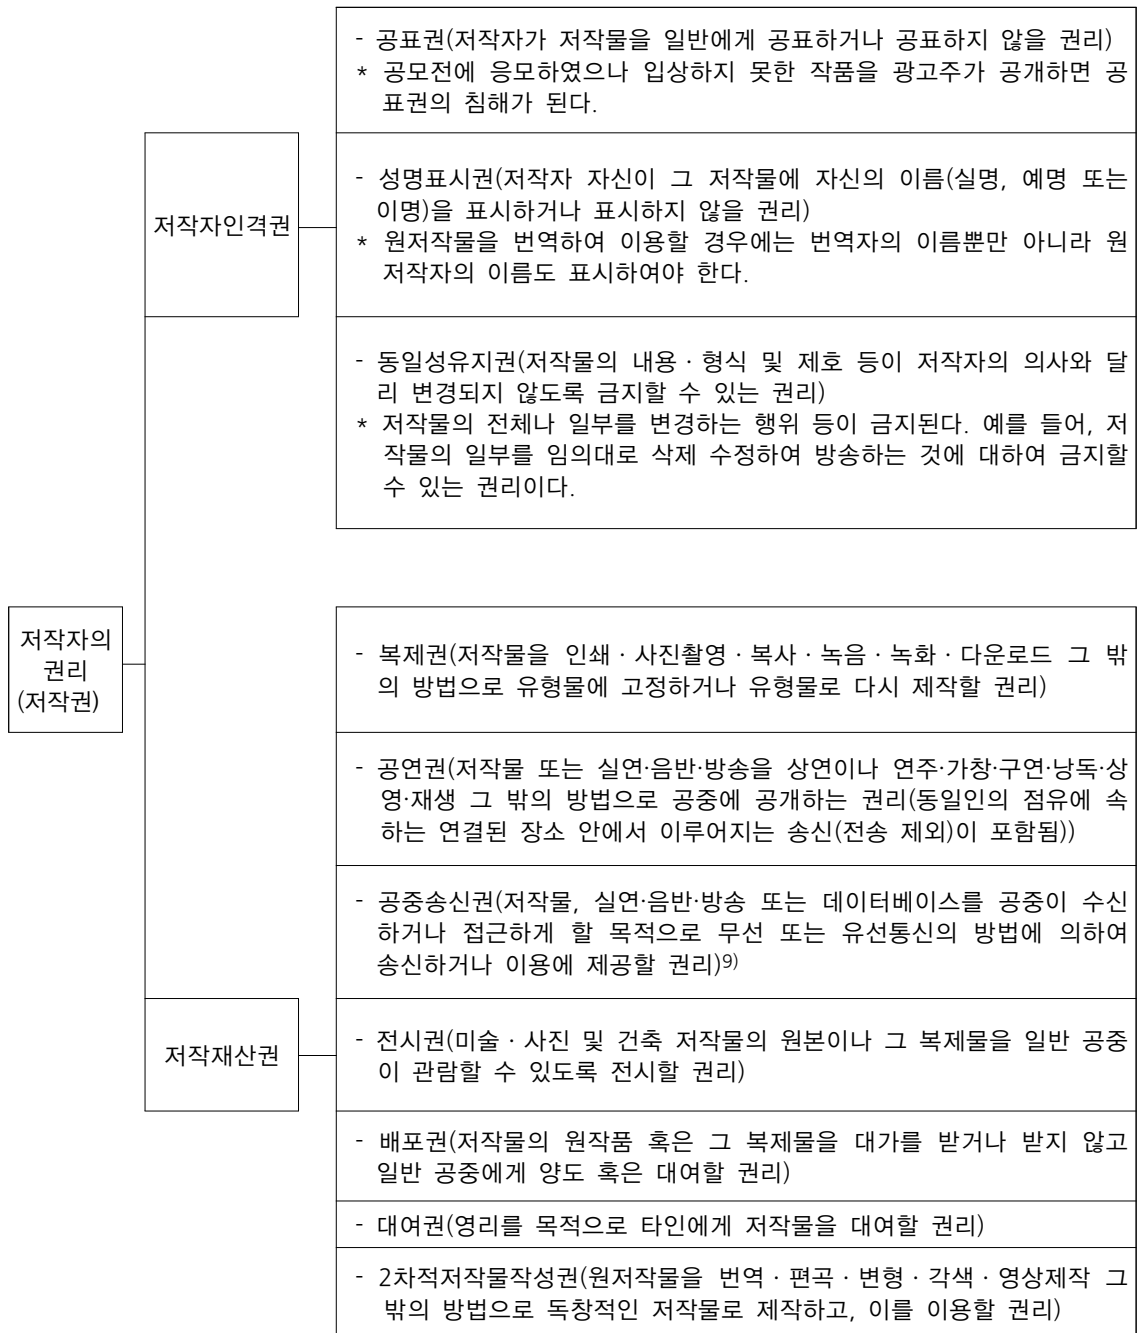 - 공표권(저작자가 저작물을 일반에게 공표하거나 공표하지 않을 권리)
* 공모전에 응모하였으나 입상하지 못한 작품을 광고주가 공개하면 공
표권의 침해가 된다.
저작자인격권
- 성명표시권(저작자 자신이 그 저작물에 자신의 이름(실명, 예명 또는
이명)을 표시하거나 표시하지 않을 권리)
* 원저작물을 번역하여 이용할 경우에는 번역자의 이름뿐만 아니라 원
저작자의 이름도 표시하여야 한다.
- 동일성유지권(저작물의 내용 · 형식 및 제호 등이 저작자의 의사와 달
리 변경되지 않도록 금지할 수 있는 권리)
* 저작물의 전체나 일부를 변경하는 행위 등이 금지된다. 예를 들어, 저
작물의 일부를 임의대로 삭제 수정하여 방송하는 것에 대하여 금지할
수 있는 권리이다.
저작자의
권리
(저작권)
- 복제권(저작물을 인쇄 · 사진촬영 · 복사 · 녹음 · 녹화 · 다운로드 그 밖
의 방법으로 유형물에 고정하거나 유형물로 다시 제작할 권리)
- 공연권(저작물 또는 실연·음반·방송을 상연이나 연주·가창·구연·낭독·상
영·재생 그 밖의 방법으로 공중에 공개하는 권리(동일인의 점유에 속
하는 연결된 장소 안에서 이루어지는 송신(전송 제외)이 포함됨))
- 공중송신권(저작물, 실연·음반·방송 또는 데이터베이스를 공중이 수신
하거나 접근하게 할 목적으로 무선 또는 유선통신의 방법에 의하여
송신하거나 이용에 제공할 권리)9)
저작재산권
- 전시권(미술 · 사진 및 건축 저작물의 원본이나 그 복제물을 일반 공중
이 관람할 수 있도록 전시할 권리)
- 배포권(저작물의 원작품 혹은 그 복제물을 대가를 받거나 받지 않고
일반 공중에게 양도 혹은 대여할 권리)
- 대여권(영리를 목적으로 타인에게 저작물을 대여할 권리)
- 2차적저작물작성권(원저작물을 번역 · 편곡 · 변형 · 각색 · 영상제작 그
밖의 방법으로 독창적인 저작물로 제작하고, 이를 이용할 권리)